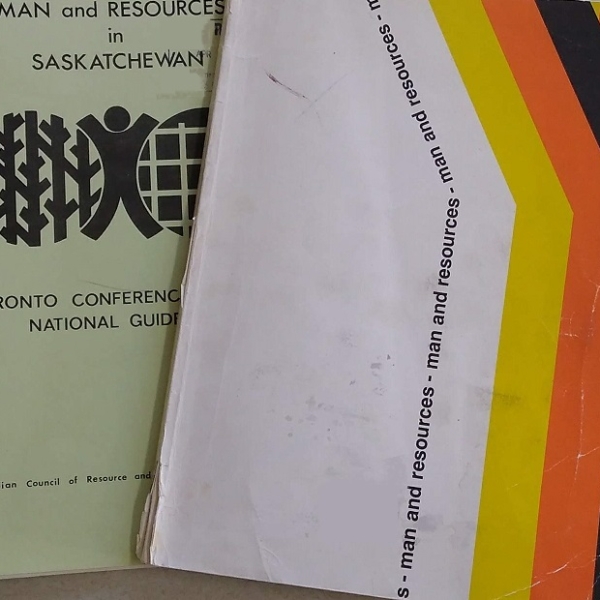 MAN and RESOURCES
in
SASKATCHEWAN
RONTO CONFERENC
NATIONAL GUIDE
ian Council of Resource and
s - man and resources - man and resources - man and resources - m